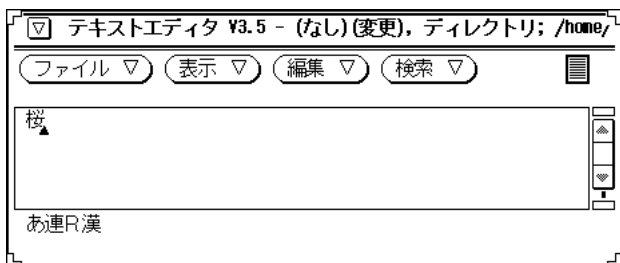 テキストエディタ V3.5 - (なし)(変更), ディレクトリ; /home/
ファイル ▽ 表示 ▽ 編集 ▽ 検索 ▽
桜
あ連R漢